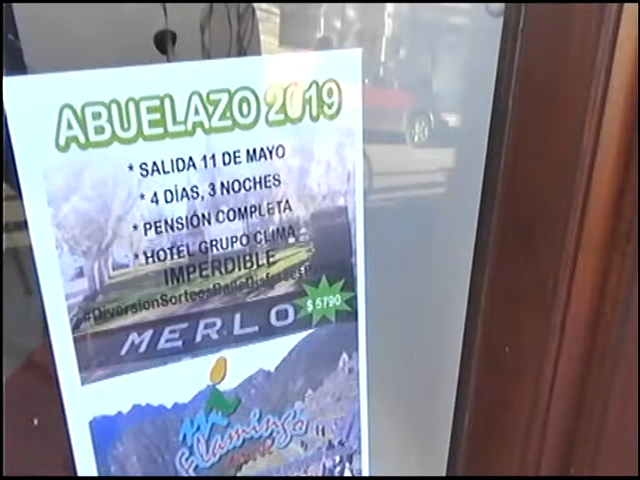 ABUELAZO 2019
* SALIDA 11 DE MAYO
* 4 DÍAS, 3 NOCHES
* PENSIÓN COMPLETA
* HOTEL GRUPO CLIMA
IMPERDIBLE
MERLO
$ 5790
Flamingo